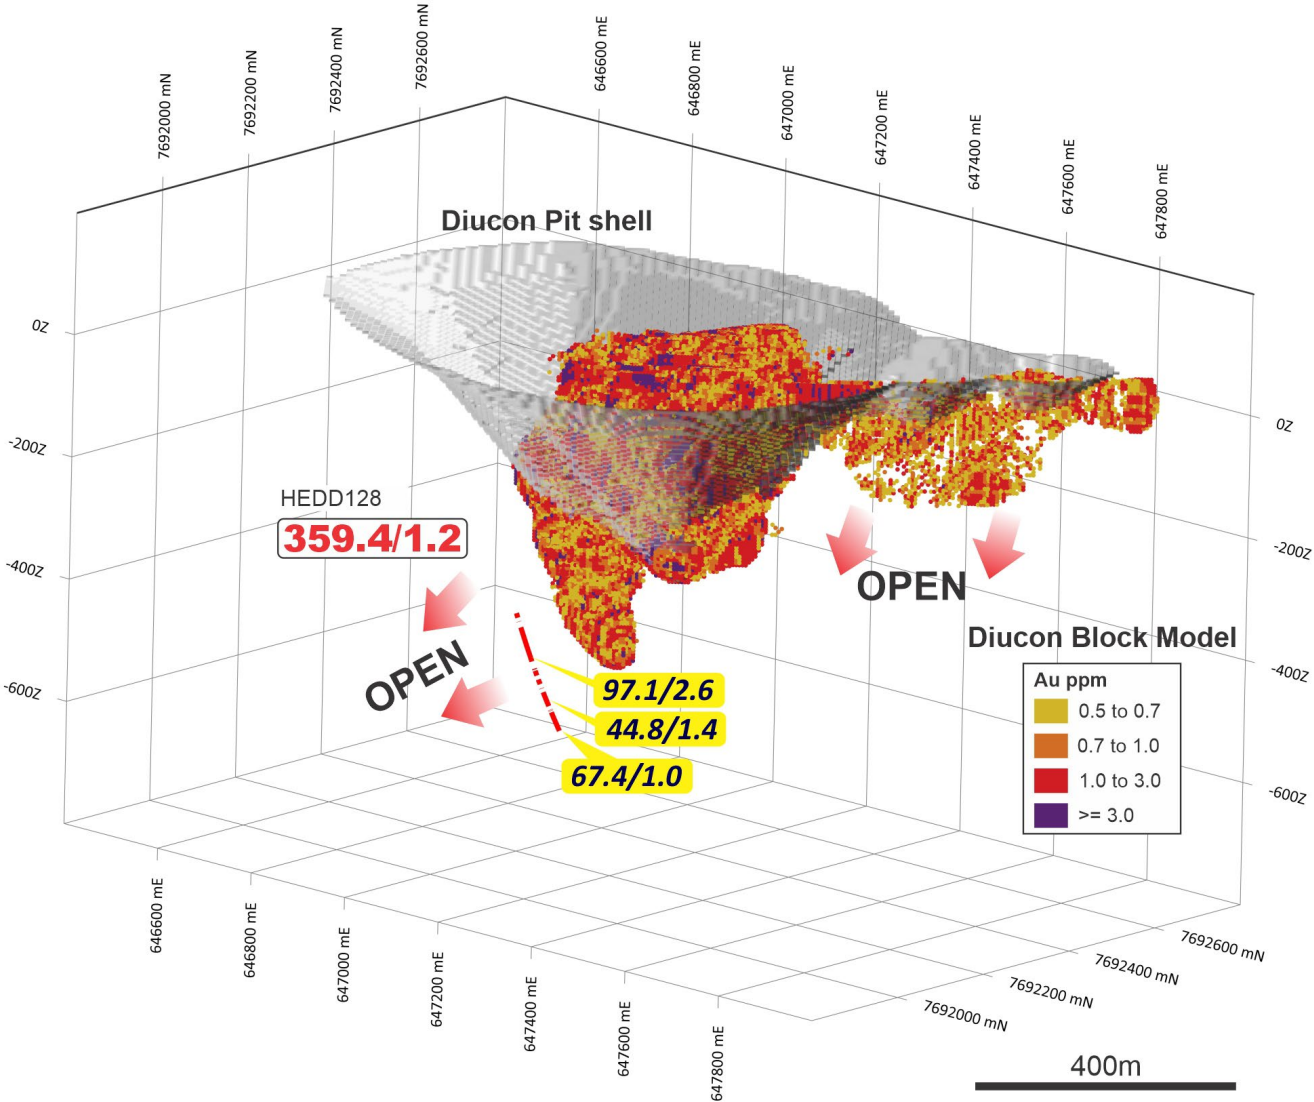 7692000 mN
7692200 mN
7692400 mN
7692600 mN
646600 mE
646800 mE
647000 mE
647200 mE
647400 mE
647600 mE
647800 mE
Diucon Pit shell
0Z
-200Z
-400Z
-600Z
0Z
-200Z
-400Z
-600Z
HEDD128
359.4/1.2
OPEN
OPEN
97.1/2.6
44.8/1.4
67.4/1.0
Diucon Block Model
Au ppm
0.5 to 0.7
0.7 to 1.0
1.0 to 3.0
>= 3.0
646600 mE
646800 mE
647000 mE
647200 mE
647400 mE
647600 mE
647800 mE
7692000 mN
7692200 mN
7692400 mN
7692600 mN
400m